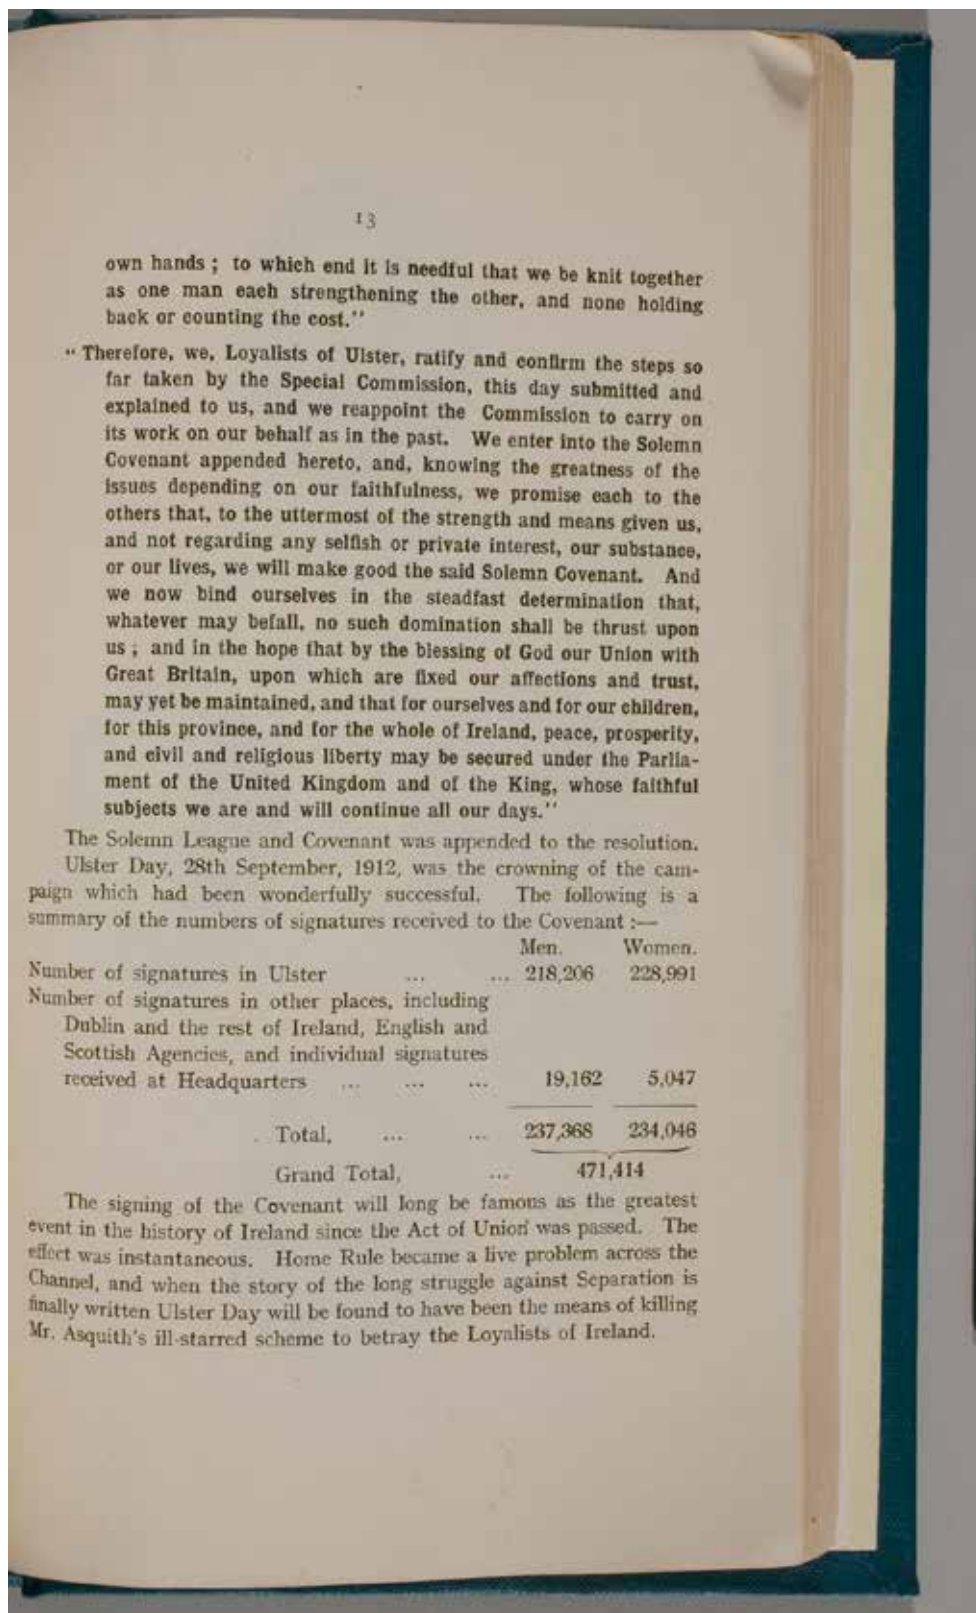 13
own hands ; to which end it is needful that we be knit together
as one man each strengthening the other, and none holding
back or counting the cost."
" Therefore, we, Loyalists of Ulster, ratify and confirm the steps so
far taken by the Special Commission, this day submitted and
explained to us, and we reappoint the Commission to carry on
its work on our behalf as in the past. We enter into the Solemn
Covenant appended hereto, and, knowing the greatness of the
issues depending on our faithfulness, we promise each to the
others that, to the uttermost of the strength and means given us,
and not regarding any selfish or private interest, our substance,
or our lives, we will make good the said Solemn Covenant. And
we now bind ourselves in the steadfast determination that,
whatever may befall, no such domination shall be thrust upon
us ; and in the hope that by the blessing of God our Union with
Great Britain, upon which are fixed our affections and trust,
may yet be maintained, and that for ourselves and for our children,
for this province, and for the whole of Ireland, peace, prosperity,
and civil and religious liberty may be secured under the Parlia-
ment of the United Kingdom and of the King, whose faithful
subjects we are and will continue all our days."
The Solemn League and Covenant was appended to the resolution.
Ulster Day, 28th September, 1912, was the crowning of the cam-
paign which had been wonderfully successful. The following is a
summary of the numbers of signatures received to the Covenant :—
Men. Women.
Number of signatures in Ulster ... ... 218,206 228,991
Number of signatures in other places, including
Dublin and the rest of Ireland, English and
Scottish Agencies, and individual signatures
received at Headquarters ... ... ... 19,162 5,047
Total, ... ... 237,368 234,046
Grand Total, ... 471,414
The signing of the Covenant will long be famous as the greatest
event in the history of Ireland since the Act of Union was passed. The
effect was instantaneous. Home Rule became a live problem across the
Channel, and when the story of the long struggle against Separation is
finally written Ulster Day will be found to have been the means of killing
Mr. Asquith's ill-starred scheme to betray the Loyalists of Ireland.